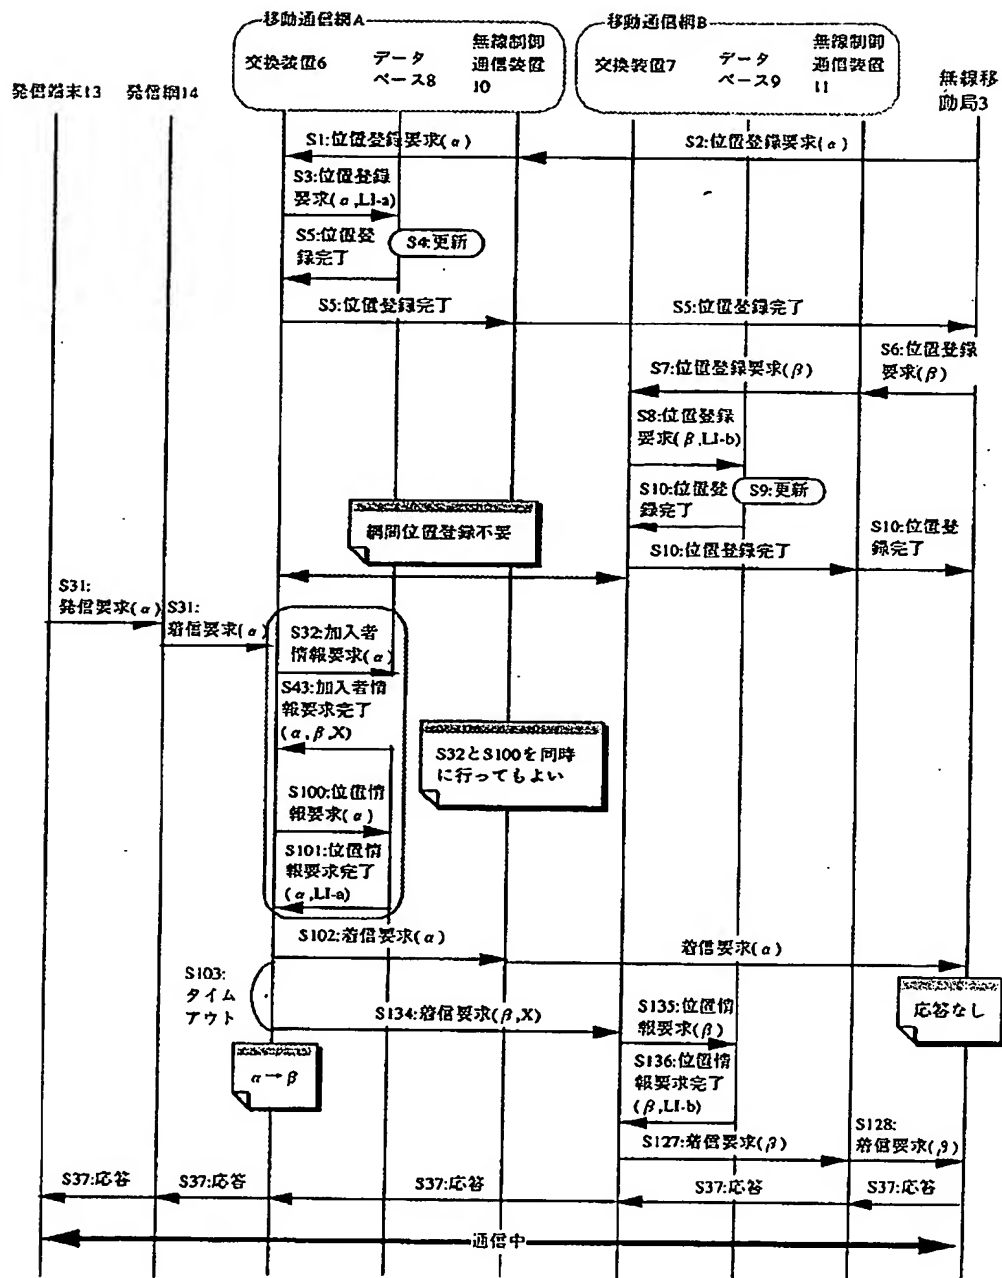 移動通信網A
移動通信網B
交換装置6
データ
ベース8
無線制御
通信装置
10
交換装置7
データ
ベース9
無線制御
通信装置
11
発信端末13
発信網14
無線移
動局3
S1:位置登録要求(α)
S2:位置登録要求(α)
S3:位置登録
要求(α,LI-a)
S5:位置登
録完了
S4:更新
S5:位置登録完了
S5:位置登録完了
S6:位置登録
要求(β)
S7:位置登録要求(β)
S8:位置登録
要求(β,LI-b)
S10:位置登
録完了
S9:更新
網間位置登録不要
S10:位置登録完了
S10:位置登
録完了
S31:
発信要求(α)
S31:
着信要求(α)
S32:加入者
情報要求(α)
S43:加入者情
報要求完了
(α,β,X)
S32とS100を同時
に行ってもよい
S100:位置情
報要求(α)
S101:位置情
報要求完了
(α,LI-a)
S102:着信要求(α)
着信要求(α)
S103:
タイム
アウト
応答なし
S134:着信要求(β,X)
S135:位置情
報要求(β)
α→β
S136:位置情
報要求完了
(β,LI-b)
S127:着信要求(β)
S128:
着信要求(β)
S37:応答
S37:応答
S37:応答
S37:応答
S37:応答
通信中